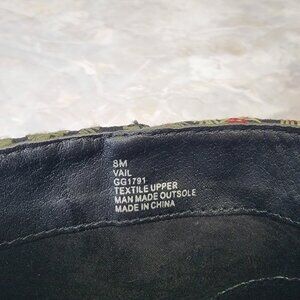 8M
VAIL
GG1791
TEXTILE UPPER
MAN MADE OUTSOLE
MADE IN CHINA